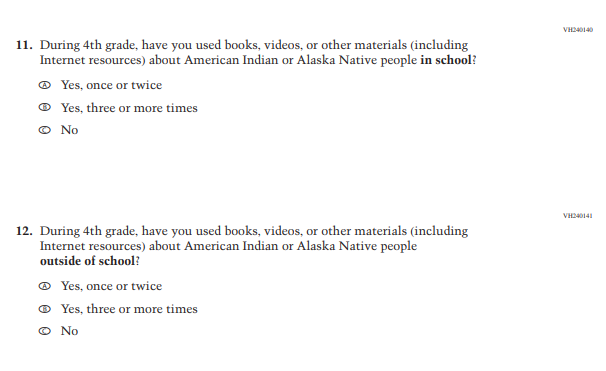 VH240140
11. During 4th grade, have you used books, videos, or other materials (including
Internet resources) about American Indian or Alaska Native people in school?
A Yes, once or twice
B Yes, three or more times
C No
VH240141
12. During 4th grade, have you used books, videos, or other materials (including
Internet resources) about American Indian or Alaska Native people
outside of school?
A Yes, once or twice
B Yes, three or more times
C No